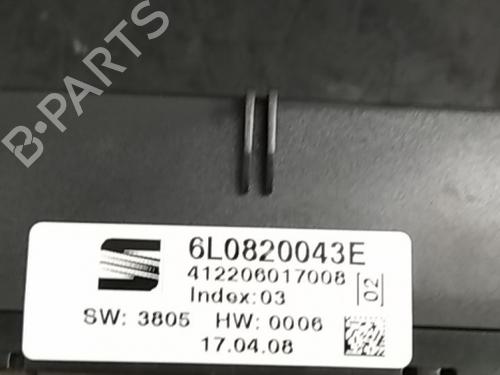 B-PARTS
6L0820043E
412206017008
02
Index:03
SW: 3805 HW: 0006
17.04.08